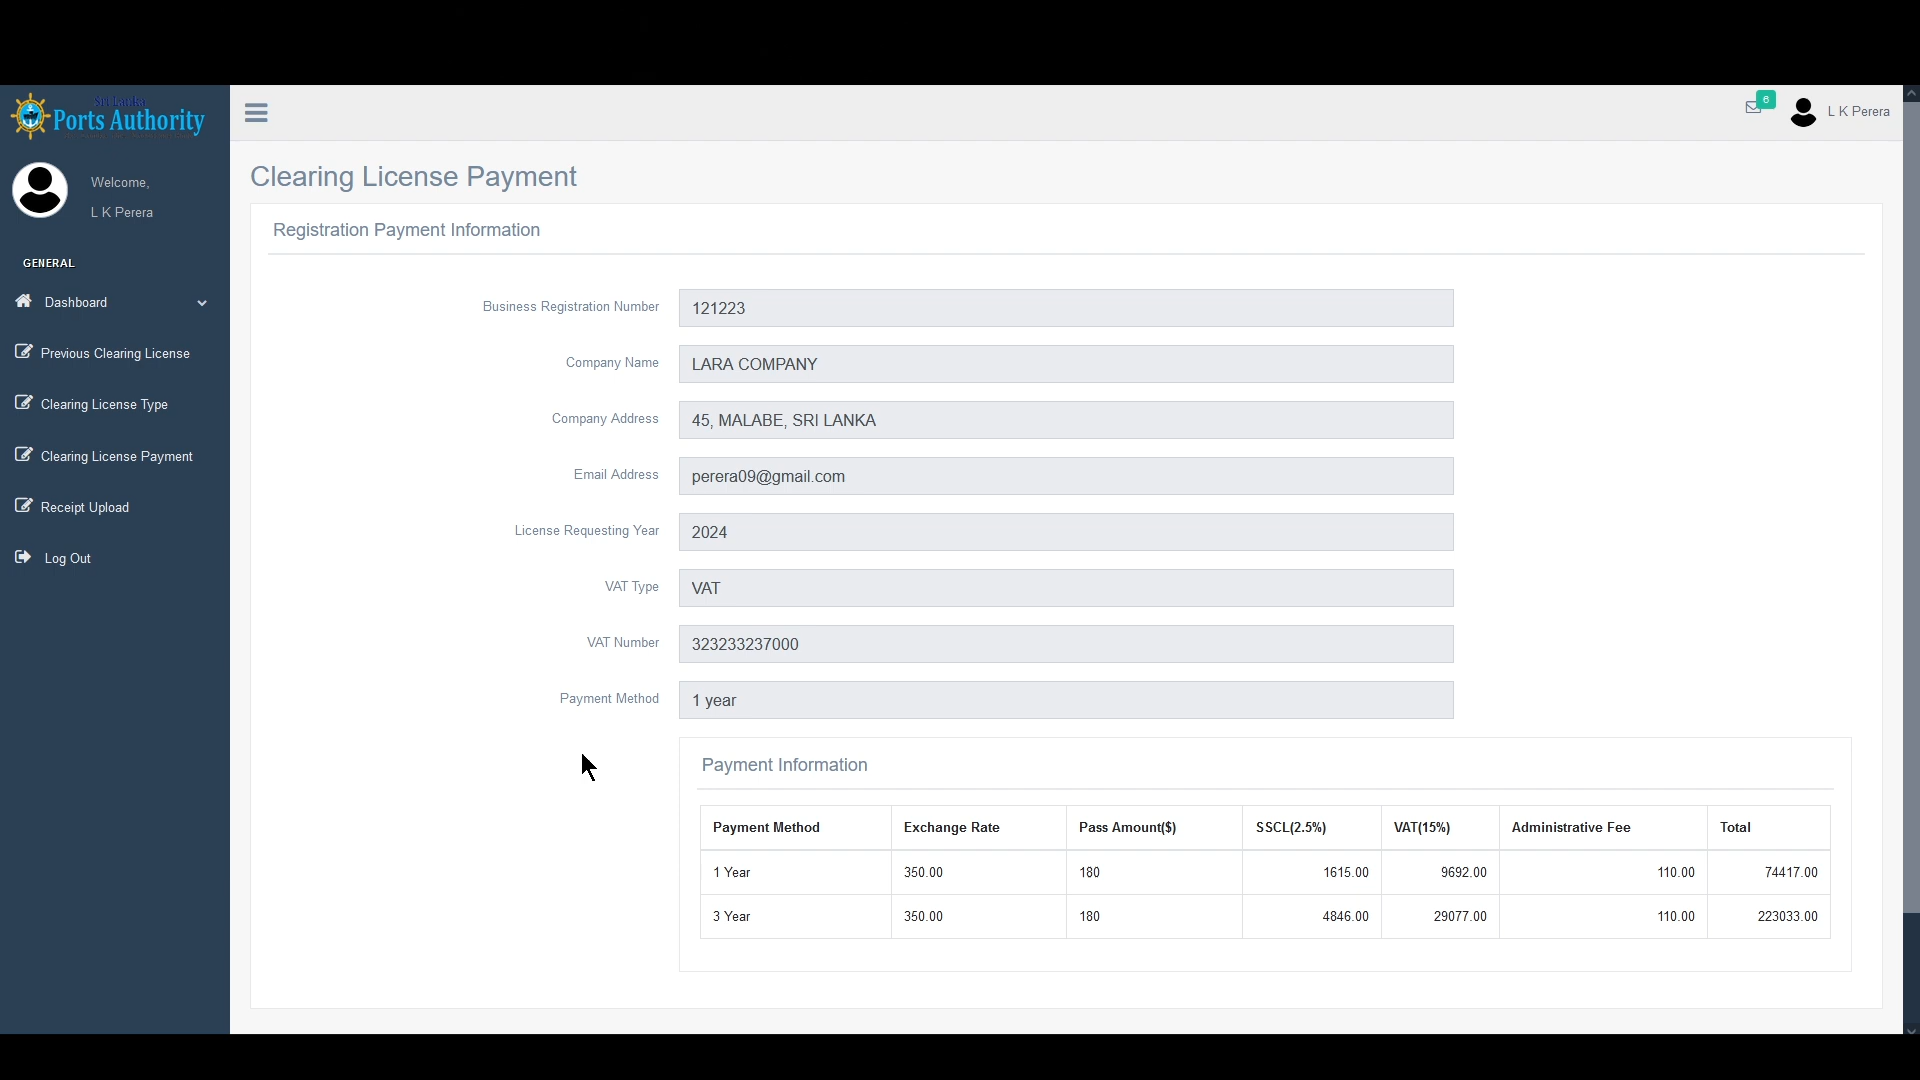 Sri Lanka
Ports Authority
6
L K Perera
Welcome,
L K Perera
GENERAL
Dashboard
Previous Clearing License
Clearing License Type
Clearing License Payment
Receipt Upload
Log Out
Clearing License Payment
Registration Payment Information
Business Registration Number 121223
Company Name LARA COMPANY
Company Address 45, MALABE, SRI LANKA
Email Address perera09@gmail.com
License Requesting Year 2024
VAT Type VAT
VAT Number 323233237000
Payment Method 1 year
Payment Information
Payment Method Exchange Rate Pass Amount($) SSCL(2.5%) VAT(15%) Administrative Fee Total
1 Year 350.00 180 1615.00 9692.00 110.00 74417.00
3 Year 350.00 180 4846.00 29077.00 110.00 223033.00